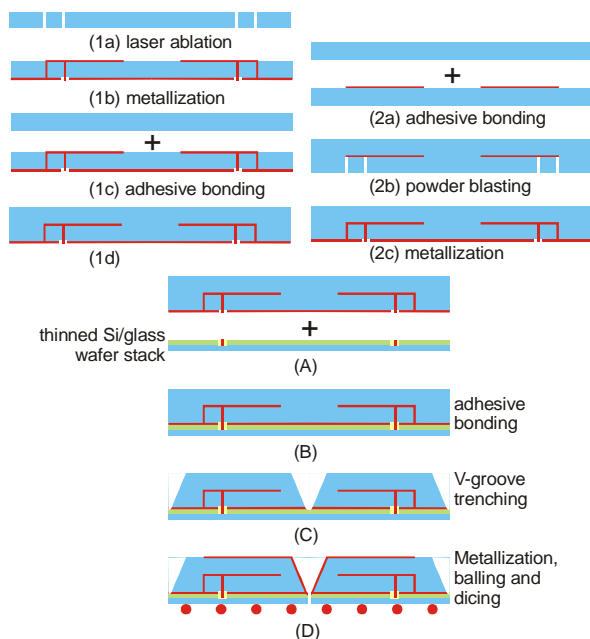 (1a) laser ablation
+
(1b) metallization
(2a) adhesive bonding
+
(1c) adhesive bonding
(2b) powder blasting
(1d)
(2c) metallization
+
thinned Si/glass
wafer stack
(A)
adhesive
bonding
(B)
V-groove
trenching
(C)
Metallization,
balling and
dicing
(D)